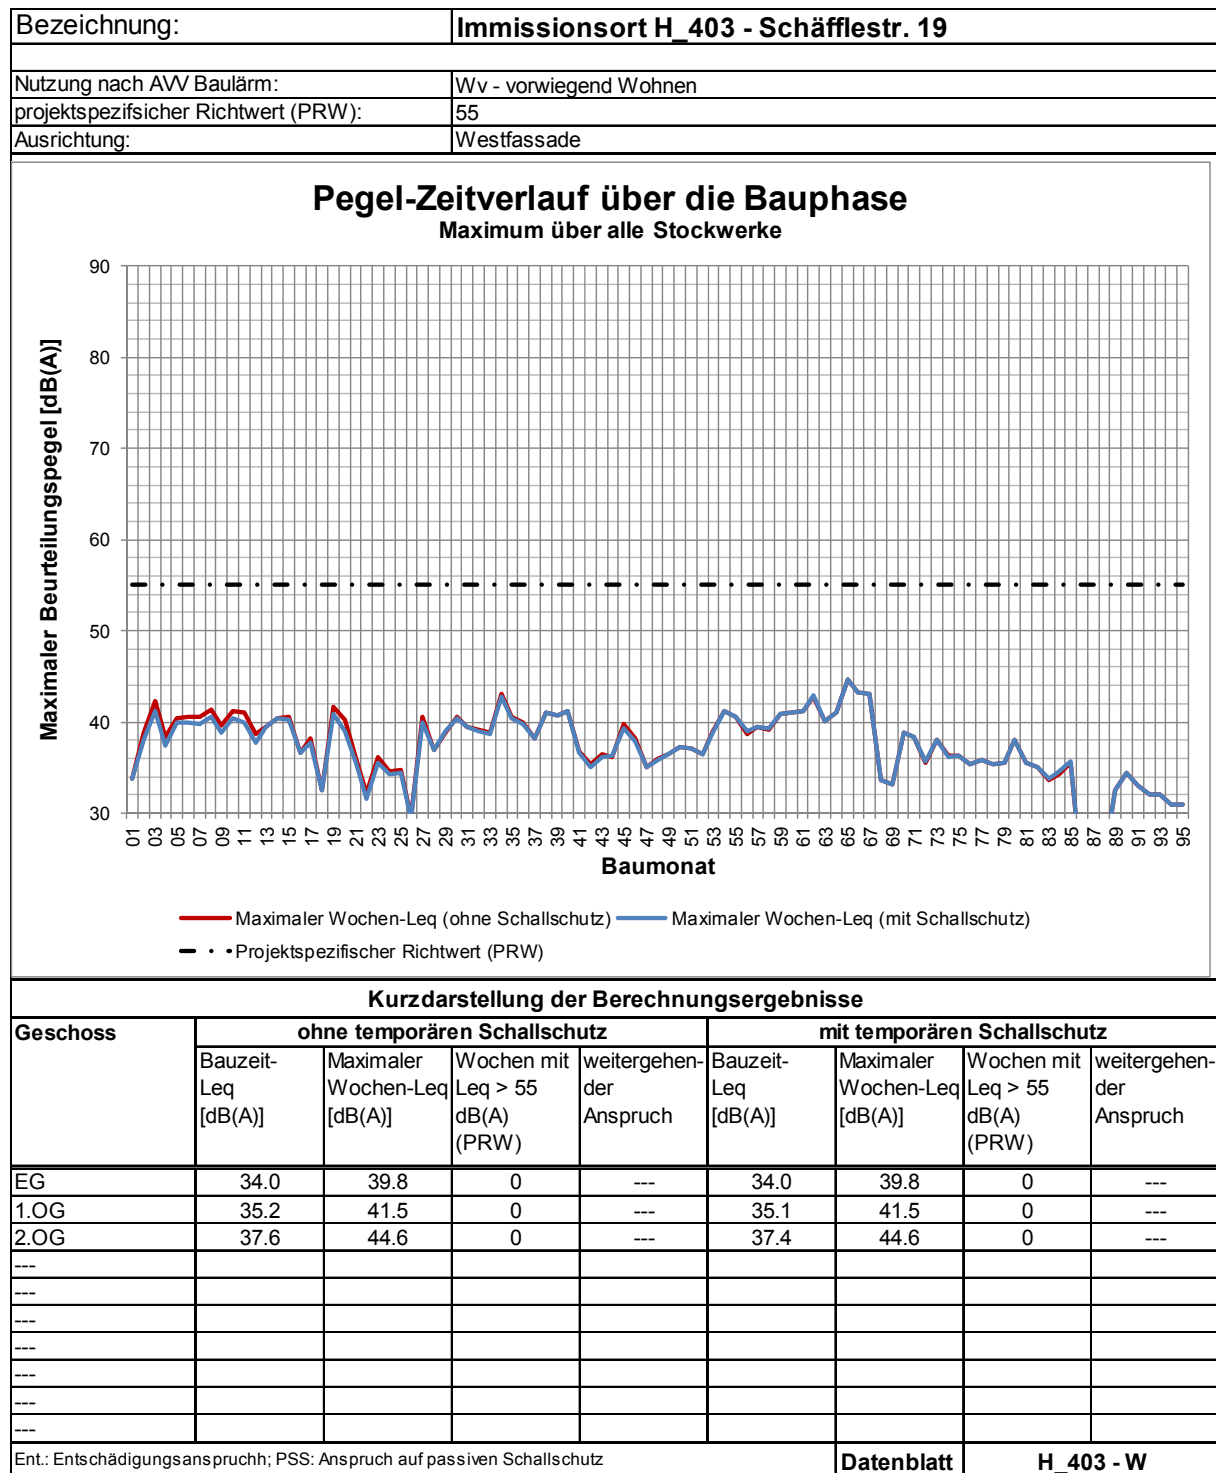 Bezeichnung: Immissionsort H_403 - Schäfflestr. 19
Nutzung nach AVV Baulärm: Wv - vorwiegend Wohnen
projektspezifsicher Richtwert (PRW): 55
Ausrichtung: Westfassade
Pegel-Zeitverlauf über die Bauphase
Maximum über alle Stockwerke
Maximaler Beurteilungspegel [dB(A)]
90
80
70
60
50
40
30
01 03 05 07 09 11 13 15 17 19 21 23 25 27 29 31 33 35 37 39 41 43 45 47 49 51 53 55 57 59 61 63 65 67 69 71 73 75 77 79 81 83 85 87 89 91 93 95
Baumonat
Maximaler Wochen-Leq (ohne Schallschutz) Maximaler Wochen-Leq (mit Schallschutz)
Projektspezifischer Richtwert (PRW)
Kurzdarstellung der Berechnungsergebnisse
Geschoss ohne temporären Schallschutz mit temporären Schallschutz
Bauzeit- Maximaler Wochen mit weitergehen- Bauzeit- Maximaler Wochen mit weitergehen-
Leq Wochen-Leq Leq > 55 der Leq Wochen-Leq Leq > 55 der
[dB(A)] [dB(A)] dB(A) Anspruch [dB(A)] [dB(A)] dB(A) Anspruch
(PRW) (PRW)
EG 34.0 39.8 0 --- 34.0 39.8 0 ---
1.OG 35.2 41.5 0 --- 35.1 41.5 0 ---
2.OG 37.6 44.6 0 --- 37.4 44.6 0 ---
---
---
---
---
---
---
---
Ent.: Entschädigungsanspruchh; PSS: Anspruch auf passiven Schallschutz Datenblatt H_403 - W